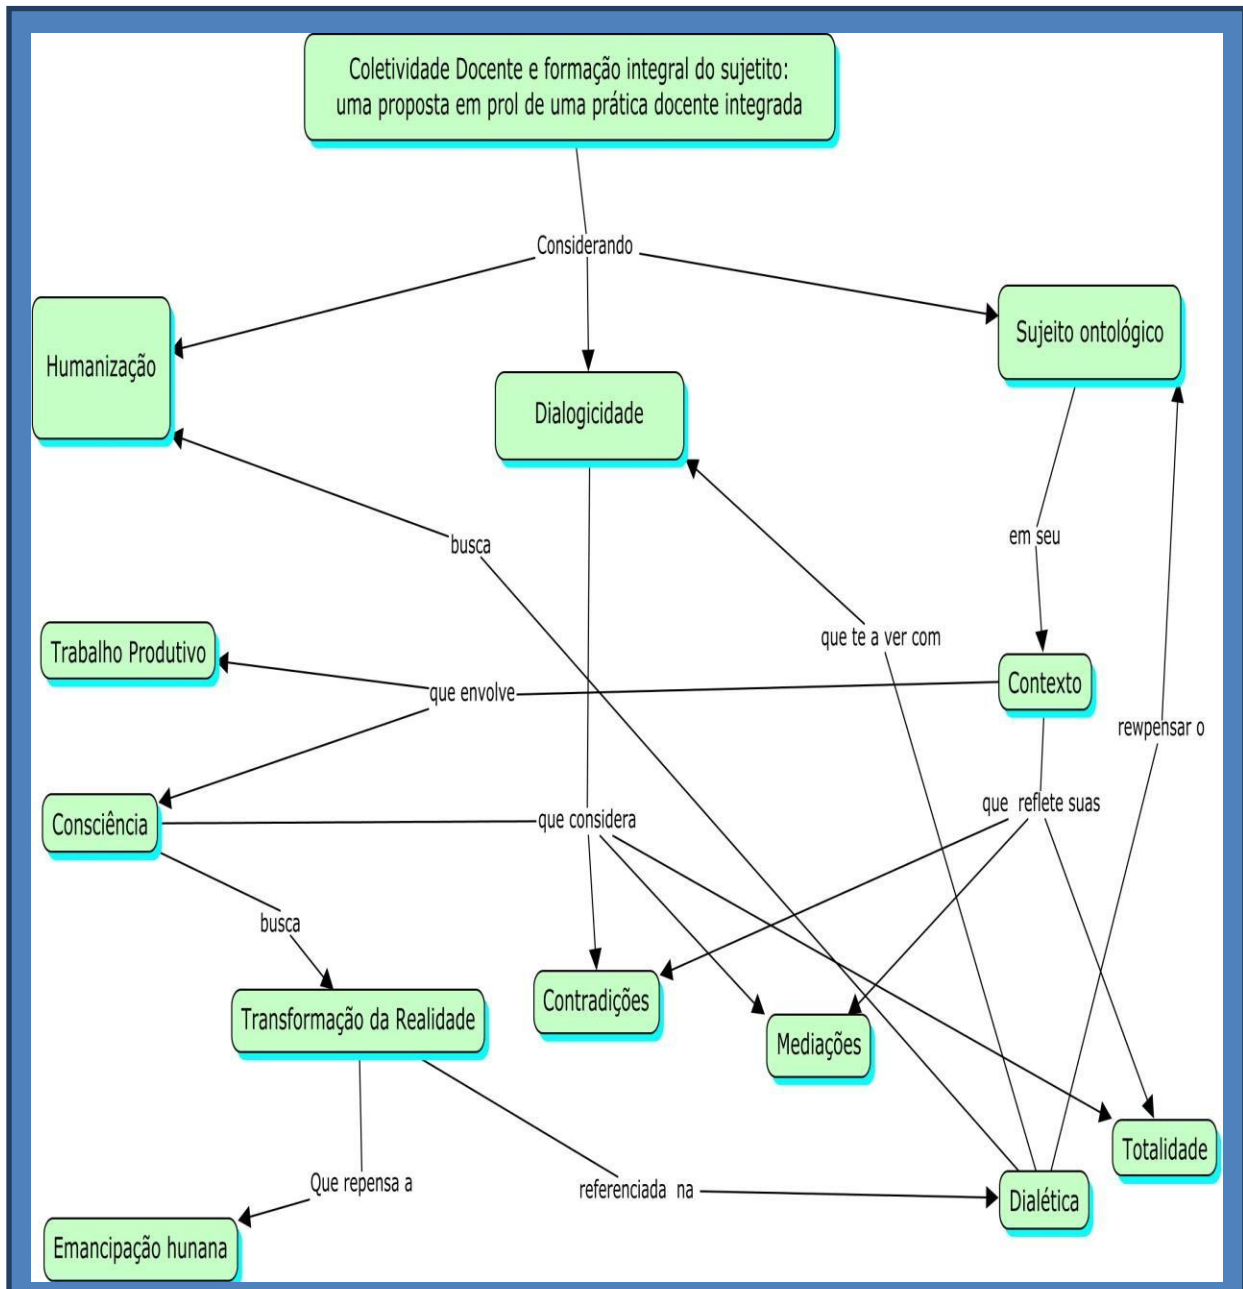 Coletividade Docente e formação integral do sujetito:
uma proposta em prol de uma prática docente integrada
Considerando
Humanização
Dialogicidade
Sujeito ontológico
busca
em seu
que te a ver com
Trabalho Produtivo
que envolve
Contexto
rewpensar o
Consciência
que considera
que reflete suas
busca
Transformação da Realidade
Contradições
Mediações
Totalidade
Que repensa a
referenciada na
Dialética
Emancipação hunana